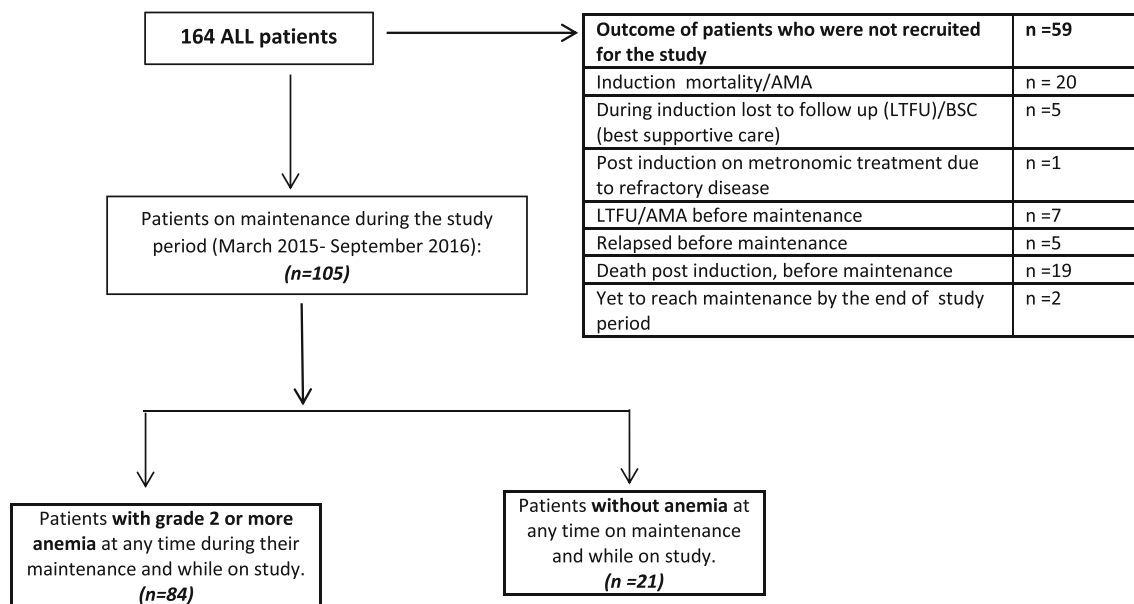 164 ALL patients
Outcome of patients who were not recruited n =59
for the study
Induction mortality/AMA n = 20
During induction lost to follow up (LTFU)/BSC n =5
(best supportive care)
Post induction on metronomic treatment due n =1
to refractory disease
LTFU/AMA before maintenance n =7
Relapsed before maintenance n =5
Death post induction, before maintenance n =19
Yet to reach maintenance by the end of study n =2
period
Patients on maintenance during the study
period (March 2015- September 2016):
(n=105)
Patients with grade 2 or more
anemia at any time during their
maintenance and while on study.
(n=84)
Patients without anemia at
any time on maintenance
and while on study.
(n =21)